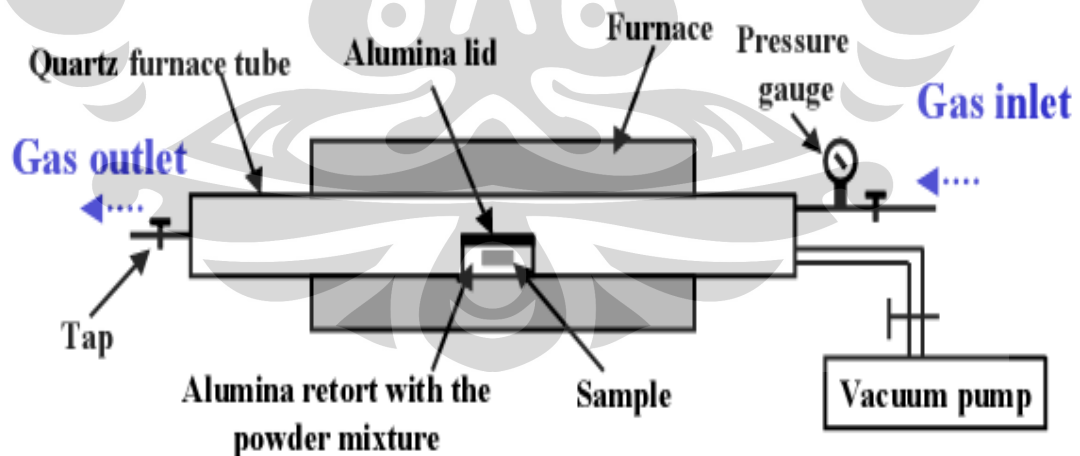 Quartz furnace tube
Alumina lid
Furnace
Pressure
gauge
Gas inlet
Gas outlet
Tap
Alumina retort with the
powder mixture
Sample
Vacuum pump